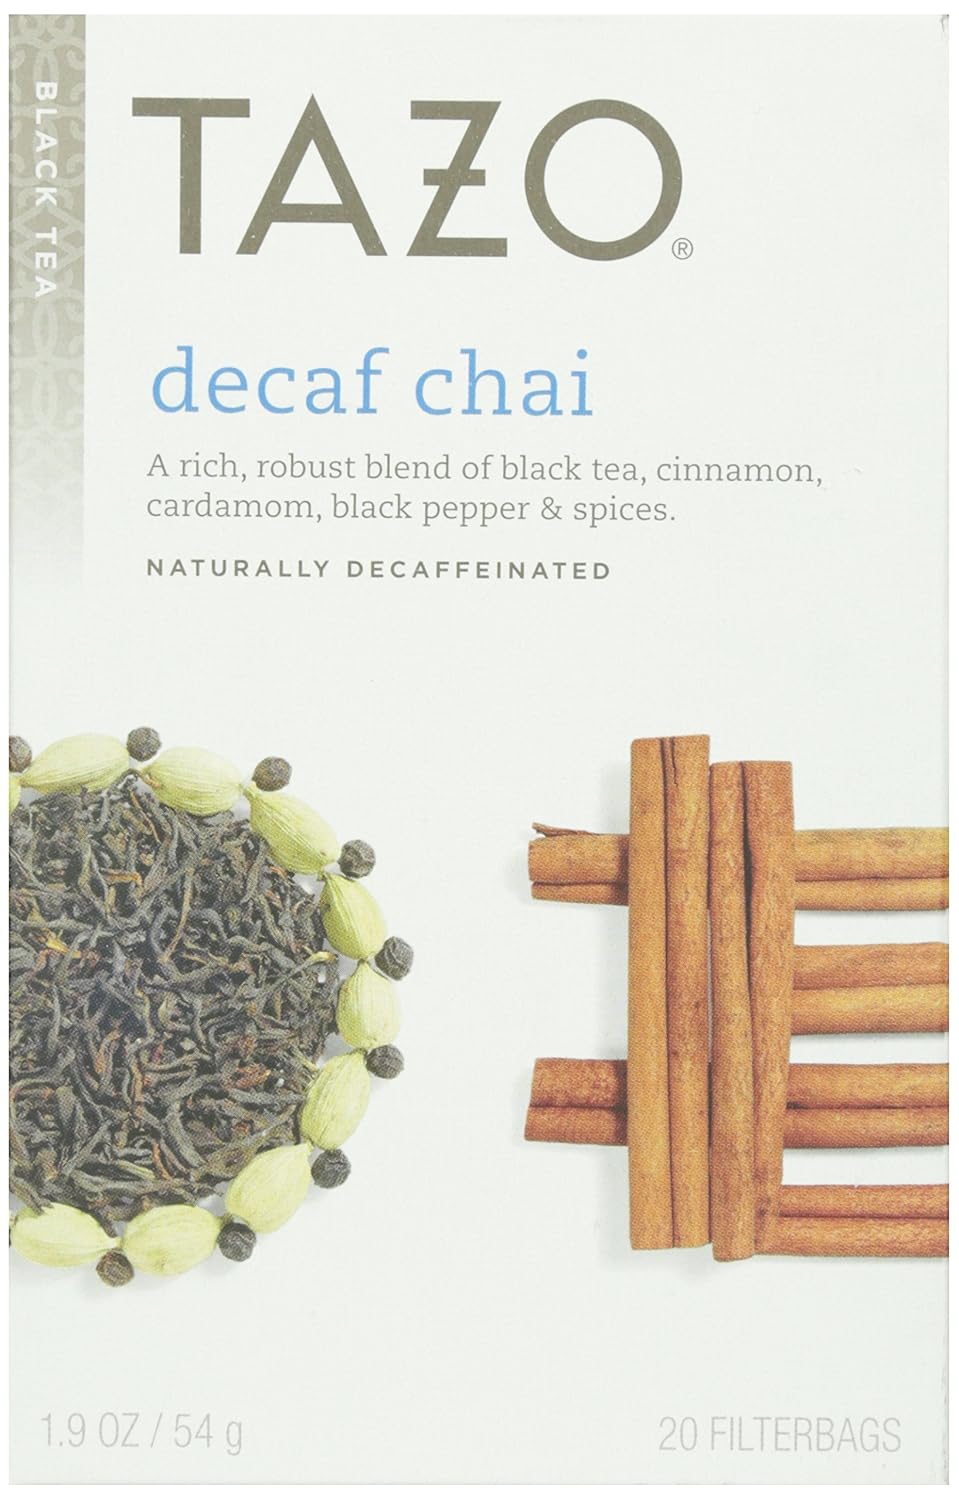 BLACK TEA
TAZO®
decaf chai
A rich, robust blend of black tea, cinnamon,
cardamom, black pepper & spices.
NATURALLY DECAFFEINATED
1.9 OZ / 54 g
20 FILTERBAGS